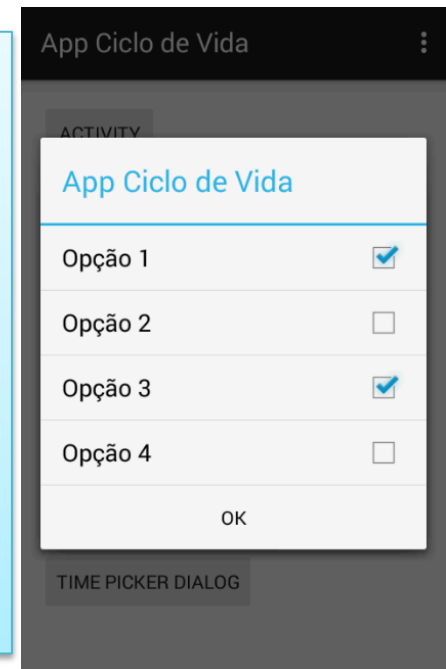 App Ciclo de Vida
ACTIVITY
App Ciclo de Vida
Opção 1
Opção 2
Opção 3
Opção 4
OK
TIME PICKER DIALOG